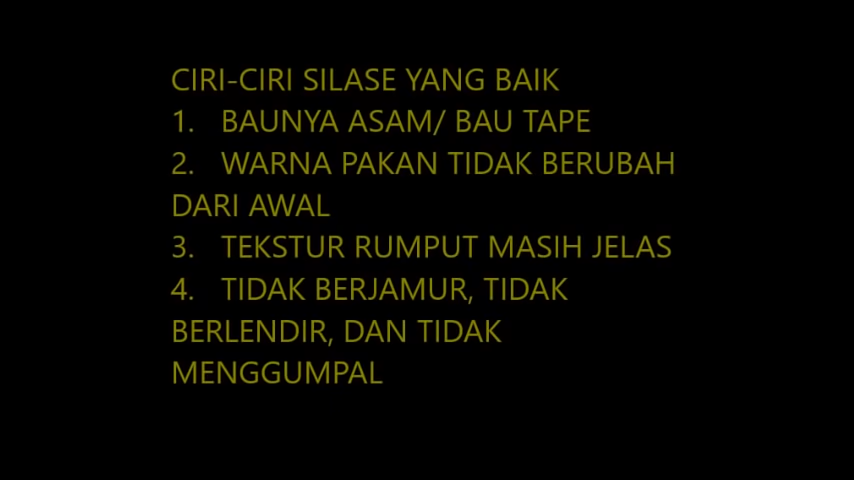 CIRI-CIRI SILASE YANG BAIK
1. BAUNYA ASAM/ BAU TAPE
2. WARNA PAKAN TIDAK BERUBAH
DARI AWAL
3. TEKSTUR RUMPUT MASIH JELAS
4. TIDAK BERJAMUR, TIDAK
BERLENDIR, DAN TIDAK
MENGGUMPAL